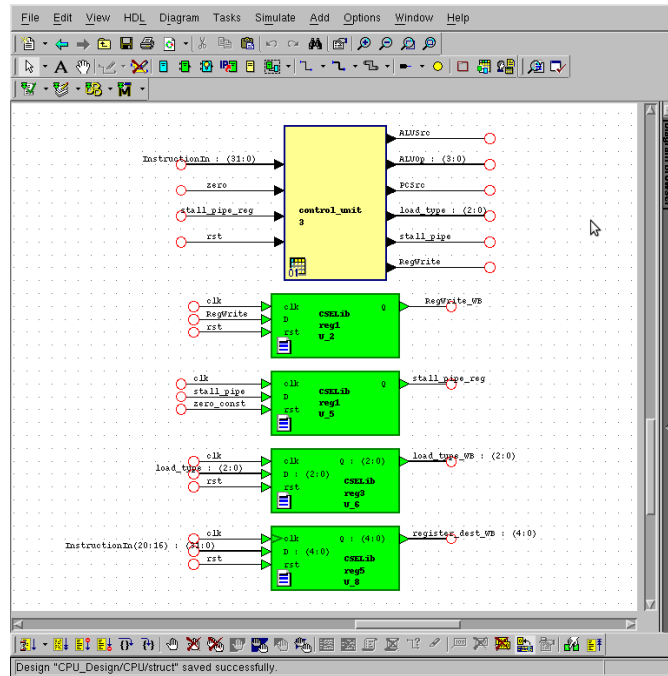 File Edit View HDL Diagram Tasks Simulate Add Options Window Help
ALUSrc
InstructionIn : (31:0)
ALUOp : (3:0)
zero
PCSrc
stall_pipe_reg
control_unit
load_type : (2:0)
3
rst
stall_pipe
RegWrite
01
clk
clk
Q
RegWrite_WB
RegWrite
D
CSELib
rst
rst
reg1
U_2
clk
clk
Q
stall_pipe_reg
stall_pipe
D
CSELib
zero_const
rst
reg1
U_5
clk
clk
Q : (2:0)
load_type_WB : (2:0)
load_type : (2:0)
D : (2:0)
rst
rst
CSELib
reg3
U_6
clk
clk
Q : (4:0)
register_dest_WB : (4:0)
InstructionIn(20:16) : (31:0)
D : (4:0)
rst
rst
CSELib
reg5
U_8
Design "CPU_Design/CPU/struct" saved successfully.